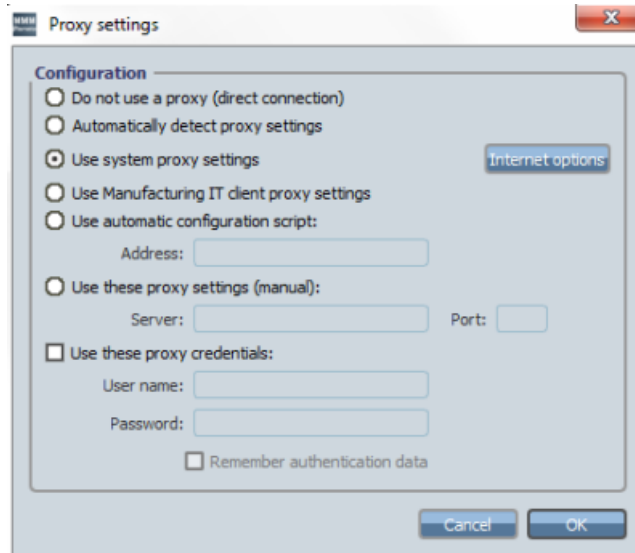 Proxy settings
Configuration
Do not use a proxy (direct connection)
Automatically detect proxy settings
Use system proxy settings Internet options
Use Manufacturing IT client proxy settings
Use automatic configuration script:
Address:
Use these proxy settings (manual):
Server: Port:
Use these proxy credentials:
User name:
Password:
Remember authentication data
Cancel OK